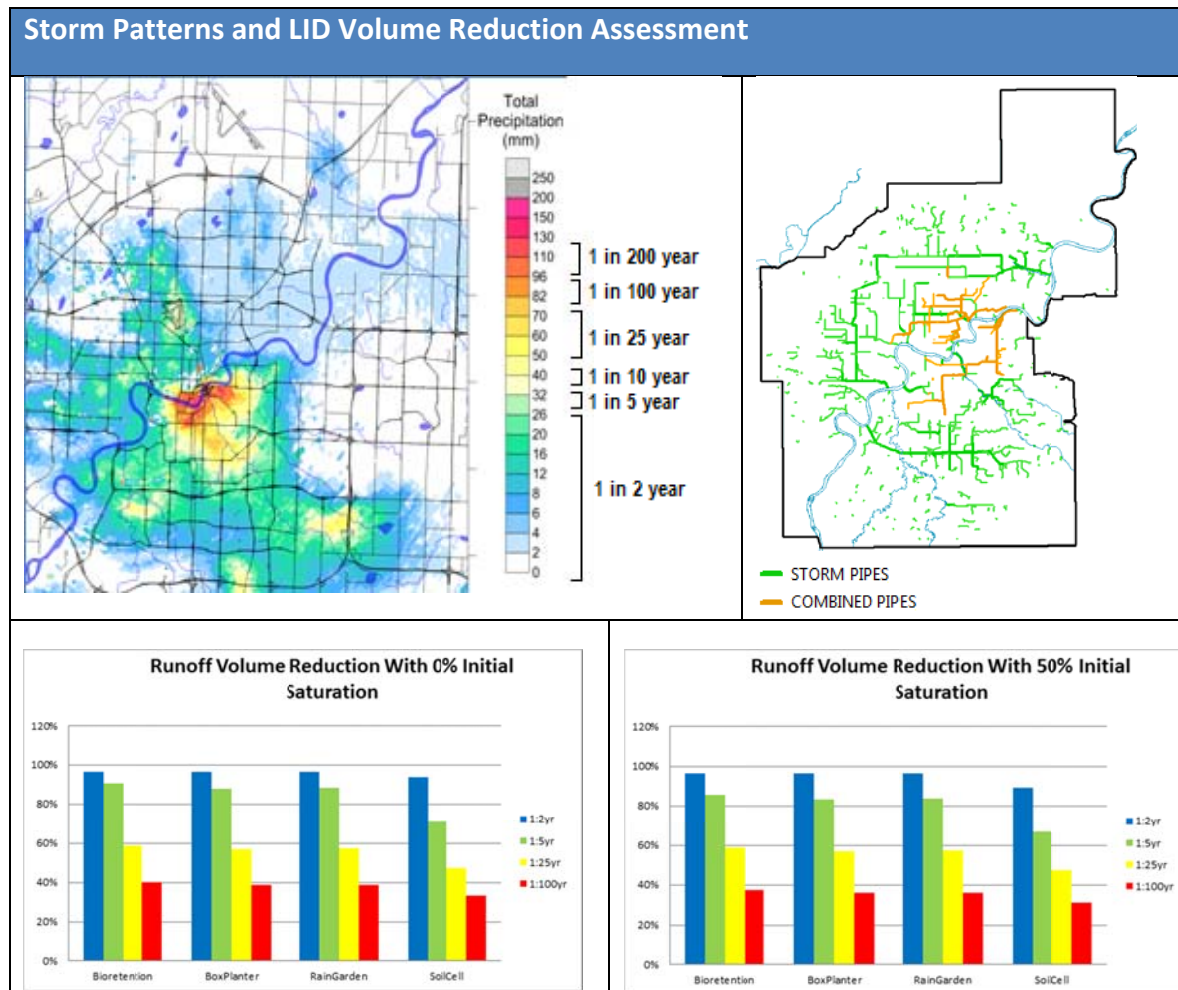 Storm Patterns and LID Volume Reduction Assessment
Total
Precipitation
(mm)
250
200
150
130
110
96
82
70
60
50
40
32
26
20
16
12
8
6
4
2
0
1 in 200 year
1 in 100 year
1 in 25 year
1 in 10 year
1 in 5 year
1 in 2 year
STORM PIPES
COMBINED PIPES
Runoff Volume Reduction With 0% Initial
Saturation
120%
100%
80%
60%
40%
20%
0%
Bioretention
BoxPlanter
RainGarden
SoilCell
1:2yr
1:5yr
1:25yr
1:100yr
Runoff Volume Reduction With 50% Initial
Saturation
120%
100%
80%
60%
40%
20%
0%
Bioretention
BoxPlanter
RainGarden
SoilCell
1:2yr
1:5yr
1:25yr
1:100yr